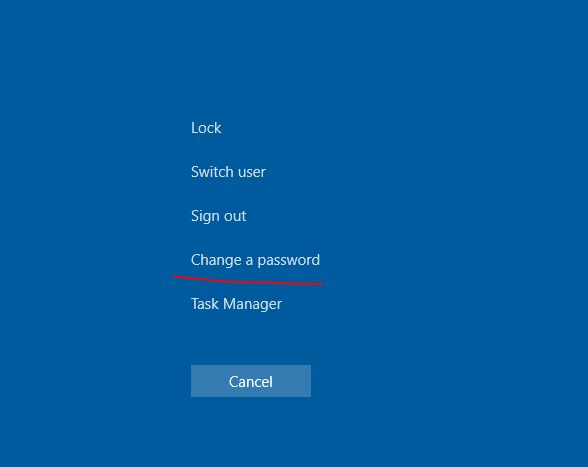 Lock
Switch user
Sign out
Change a password
Task Manager
Cancel